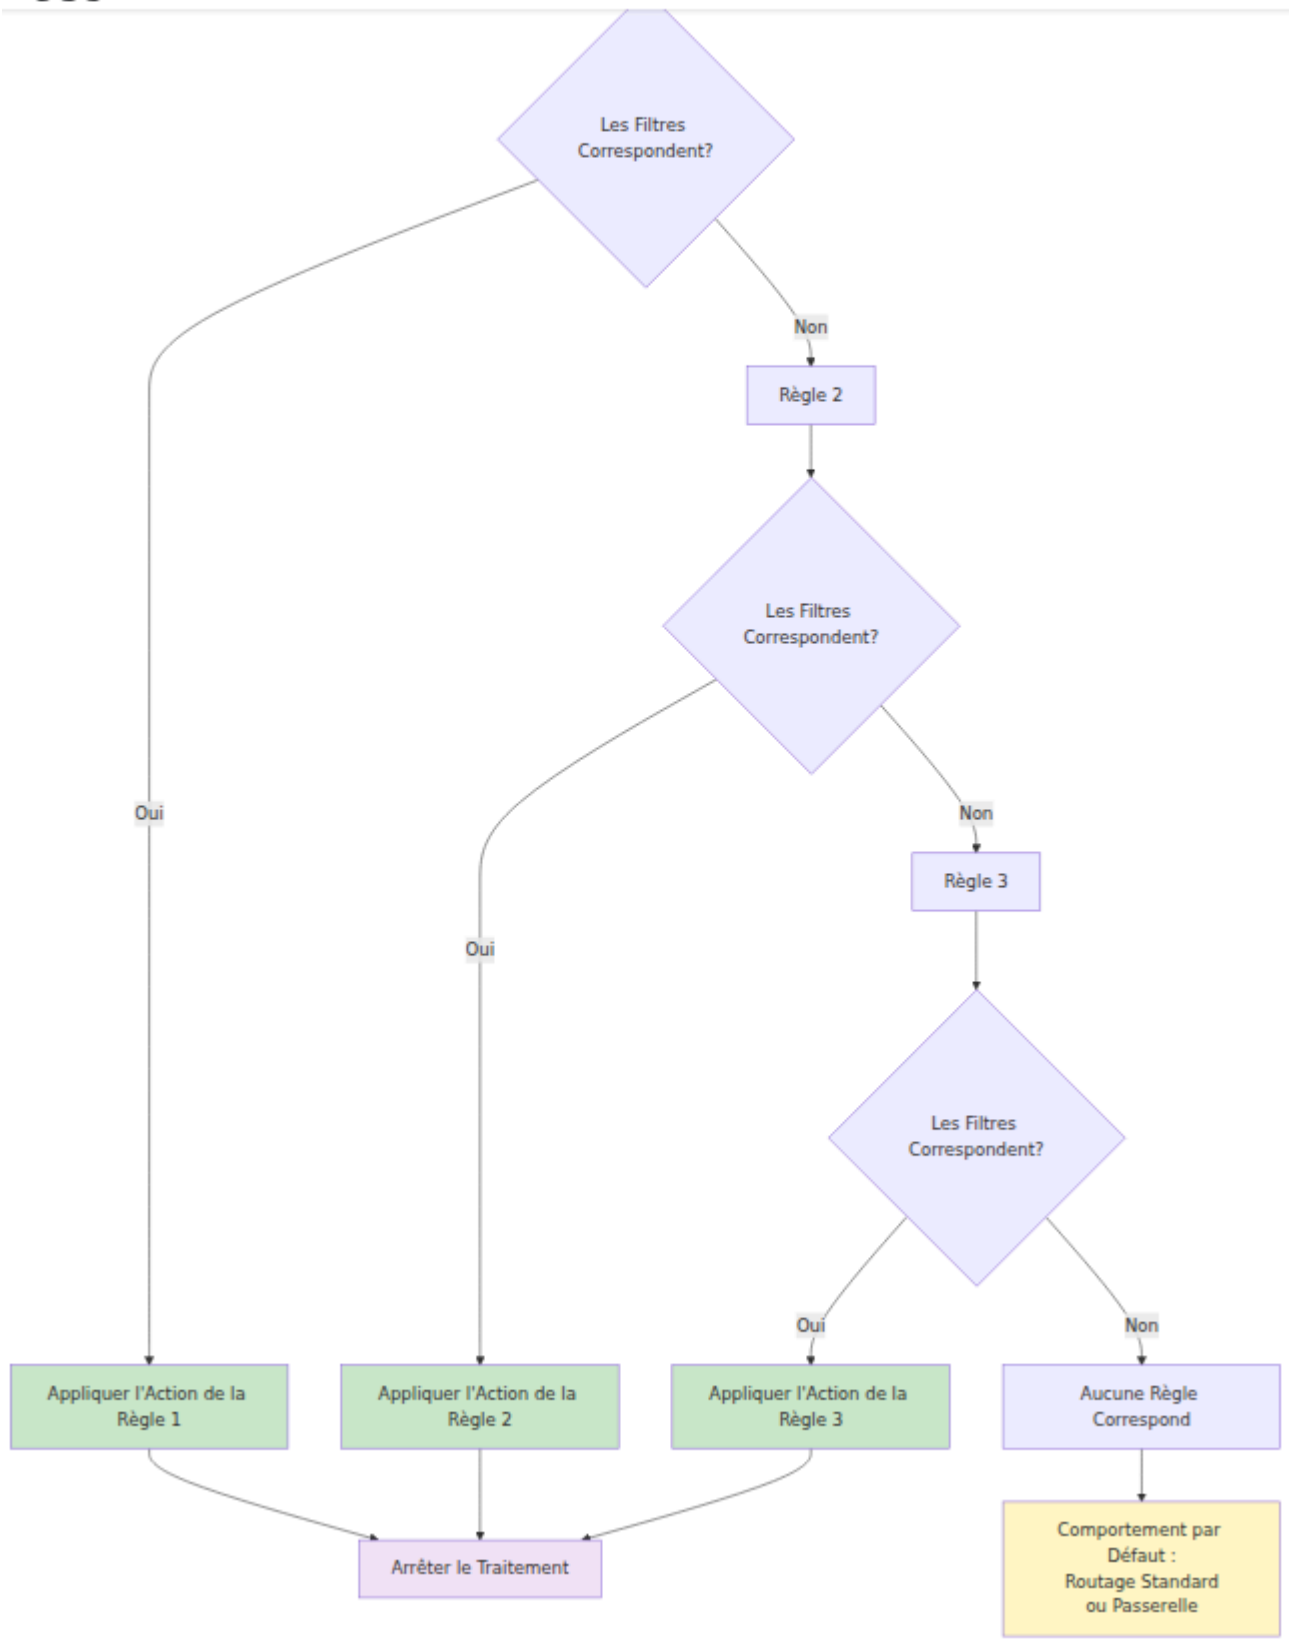 Les Filtres
Correspondent?
Non
Règle 2
Les Filtres
Correspondent?
Oui
Non
Règle 3
Oui
Les Filtres
Correspondent?
Oui
Non
Appliquer l'Action de la
Règle 1
Appliquer l'Action de la
Règle 2
Appliquer l'Action de la
Règle 3
Aucune Règle
Correspond
Arrêter le Traitement
Comportement par
Défaut :
Routage Standard
ou Passerelle